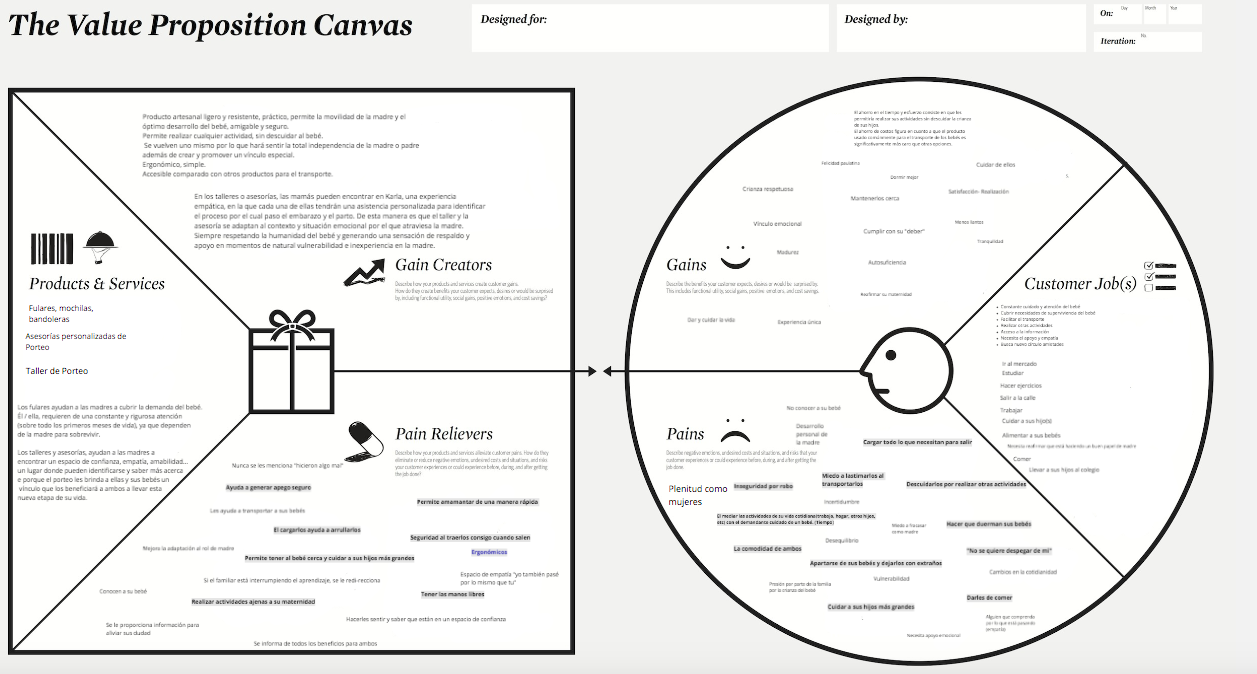 The Value Proposition Canvas
Designed for:
Designed by:
On:
Day
Month
Year
Iteration:
No
Producto artesanal ligero y resistente, práctico, permite la movilidad de la madre y el
óptimo desarrollo del bebé, amigable y seguro.
Permite realizar cualquier actividad, sin descuidar al bebé.
Se vuelven uno mismo por lo que hará sentir la total independencia de la madre o padre
además de crear y promover un vínculo especial.
Ergonómico, simple.
Accesible comparado con otros productos para el transporte.
En los talleres o asesorías, las mamás pueden encontrar en Karla, una experiencia
empática, en la que cada una de ellas tendrán una asistencia personalizada para identificar
el proceso por el cual paso el embarazo y el parto. De esta manera es que el taller y la
asesoría se adaptan al contexto y situación emocional por el que atraviesa la madre.
Siempre respetando la humanidad del bebé y generando una sensación de respaldo y
apoyo en momentos de natural vulnerabilidad e inexperiencia en la madre.
Gain Creators
Describe how your products and services create customer gains.
How do they create benefits your customer expects, desires or would be surprised
by, including functional utility, social gains, positive emotions, and cost savings?
Products & Services
Fulares, mochilas,
bandoleras
Asesorías personalizadas de
Porteo
Taller de Porteo
Los fulares ayudan a las madres a cubrir la demanda del bebé.
Él / ella, requieren de una constante y rigurosa atención
(sobre todo los primeros meses de vida), ya que dependen
de la madre para sobrevivir.
Los talleres y asesorías, ayudan a las madres a
encontrar un espacio de confianza, empatía, amabilidad...
un lugar donde pueden identificarse y saber más acerca
e porque el porteo les brinda a ellas y sus bebés un
vínculo que los beneficiará a ambos a llevar esta
nueva etapa de su vida.
Pain Relievers
Describe how your products and services alleviate customer pains. How do they
eliminate or reduce negative emotions, undesired costs and situations, and risks
your customer experiences or could experience before, during, and after getting
the job done?
Nunca se les menciona "hicieron algo mal"
Ayuda a generar apego seguro
Permite amamantar de una manera rápida
Les ayuda a transportar a sus bebés
El cargarlos ayuda a arrullarlos
Seguridad al traerlos consigo cuando salen
Mejora la adaptación al rol de madre
Ergonómicos
Permite tener al bebé cerca y cuidar a sus hijos más grandes
Espacio de empatía "yo también pasé
por lo mismo que tu"
Si el familiar está interrumpiendo el aprendizaje, se le redi-recciona
Conocen a su bebé
Tener las manos libres
Realizar actividades ajenas a su maternidad
Hacerles sentir y saber que están en un espacio de confianza
Se le proporciona información para
aliviar sus dudad
Se informa de todos los beneficios para ambos
El ahorro en el tiempo y esfuerzo consiste en que les
permitiría realizar sus actividades sin descuidar la crianza
de sus hijos.
El ahorro de costos figura en cuanto a que el producto
usado comúnmente para el transporte de los bebés es
significativamente más caro que otras opciones.
Felicidad paulatina
Cuidar de ellos
Dormir mejor
Crianza respetuosa
Satisfacción- Realización
Mantenerlos cerca
Vínculo emocional
Menos llantos
Cumplir con su "deber"
Tranquilidad
Madurez
Autosuficiencia
Gains
Describe the benefits your customer expects, desires or would be surprised by.
This includes functional utility, social gains, positive emotions, and cost savings.
Reafirmar su maternidad
Dar y cuidar la vida
Experiencia única
Customer Job(s)
Constante cuidado y atención del bebé
Cubrir necesidades de supervivencia del bebé
Facilitar el transporte
Realizar otras actividades
Acceso a la información
Necesita el apoyo y empatía
Busca nuevo círculo amistades
Ir al mercado
Estudiar
Hacer ejercicios
Salir a la calle
Trabajar
Cuidar a sus hijo(s)
Alimentar a sus bebés
Necesita reafirmar que está haciendo un buen papel de madre
Comer
Llevar a sus hijos al colegio
Pains
Describe negative emotions, undesired costs and situations, and risks that your
customer experiences or could experience before, during, and after getting the
job done.
No conocer a su bebé
Desarrollo
personal de
la madre
Cargar todo lo que necesitan para salir
Plenitud como
mujeres
Inseguridad por robo
Miedo a lastimarlos al
transportarlos
Descuidarlos por realizar otras actividades
Incertidumbre
El mediar las actividades de su vida cotidiana(trabajo, hogar, otros hijos,
etc) con el demandante cuidado de un bebé. (Tiempo)
Miedo a fracasar
como madre
Hacer que duerman sus bebés
Desequilibrio
La comodidad de ambos
"No se quiere despegar de mi"
Apartarse de sus bebés y dejarlos con extraños
Cambios en la cotidianidad
Vulnerabilidad
Presión por parte de la familia
por la crianza del bebé
Darles de comer
Cuidar a sus hijos más grandes
Alguien que comprenda
por lo que está pasando
Necesita apoyo emocional